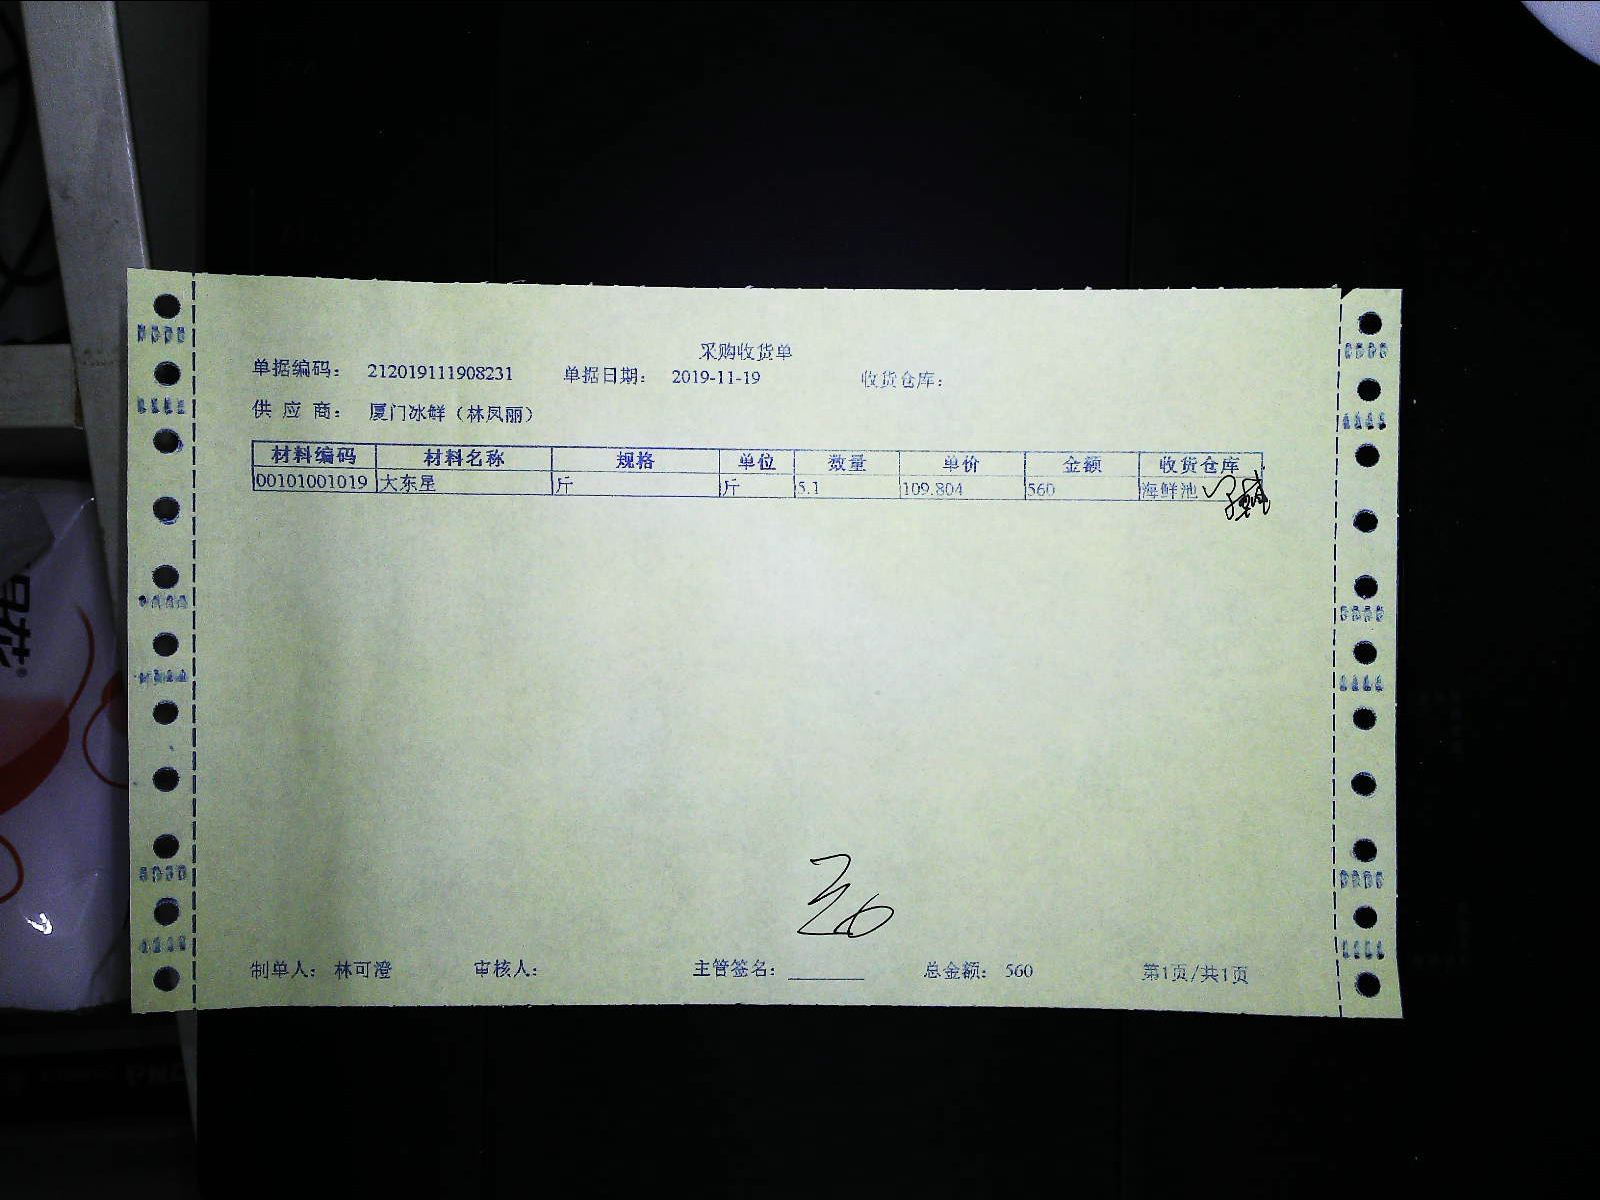 采购收货单
单据编码： 212019111908231 单据日期： 2019-11-19 收货仓库：
供 应 商： 厦门冰鲜（林凤丽）
材料编码 材料名称 规格 单位 数量 单价 金额 收货仓库
00101001019 大东星 斤 斤 5.1 109.804 560 海鲜池
制单人： 林可澄 审核人： 主管签名： 总金额： 560 第1页/共1页